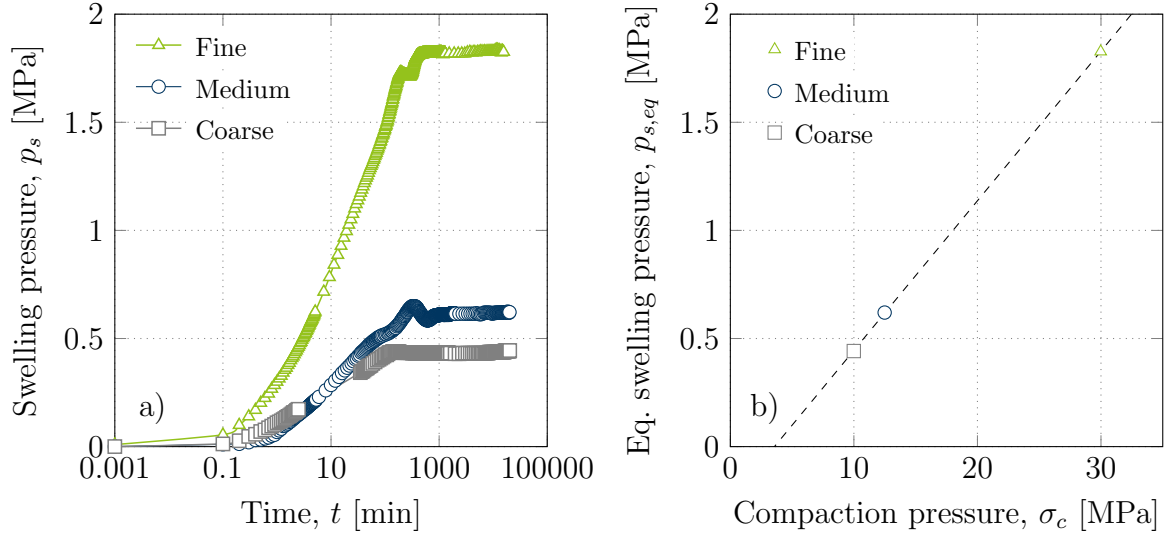 Swelling pressure, p_s [MPa]
2
1.5
1
0.5
0
Fine
Medium
Coarse
a)
0.001 0.1 10 1000 100000
Time, t [min]
Eq. swelling pressure, p_{s,eq} [MPa]
2
1.5
1
0.5
0
Fine
Medium
Coarse
b)
0 10 20 30
Compaction pressure, σ_c [MPa]